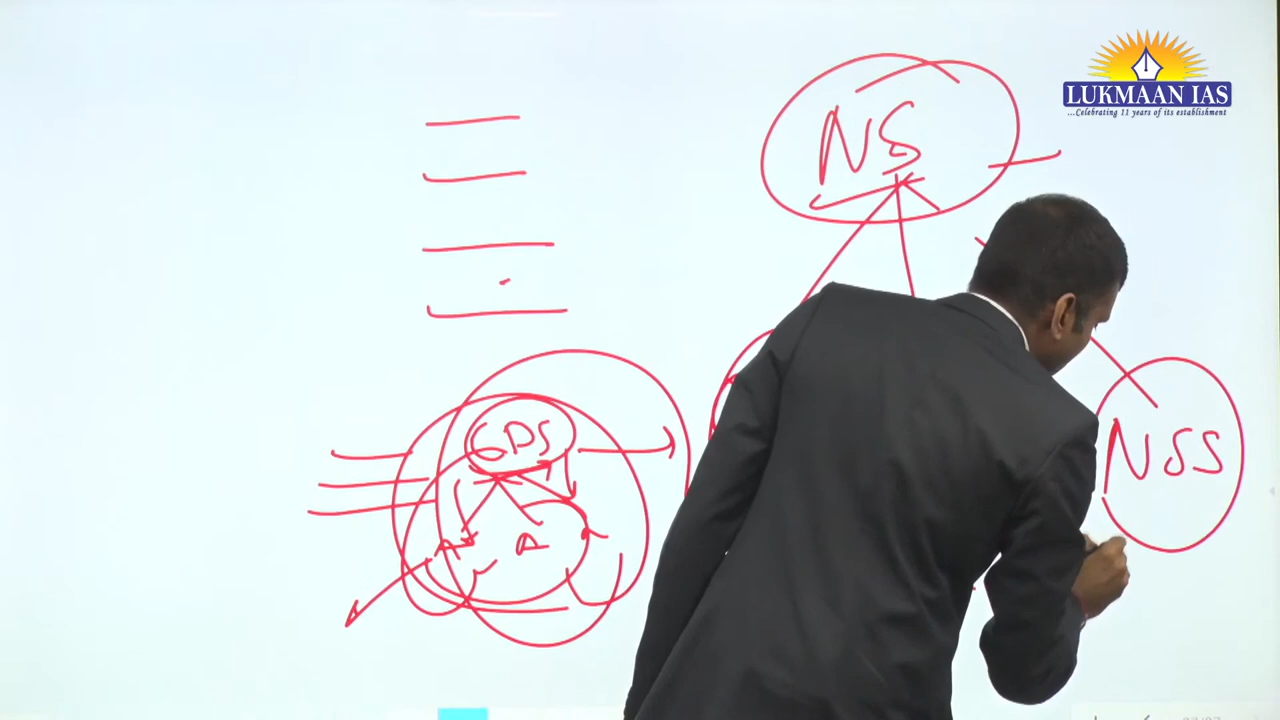 LUKMAAN IAS
...Celebrating 11 years of its establishment
NS
GDS
NSS
A